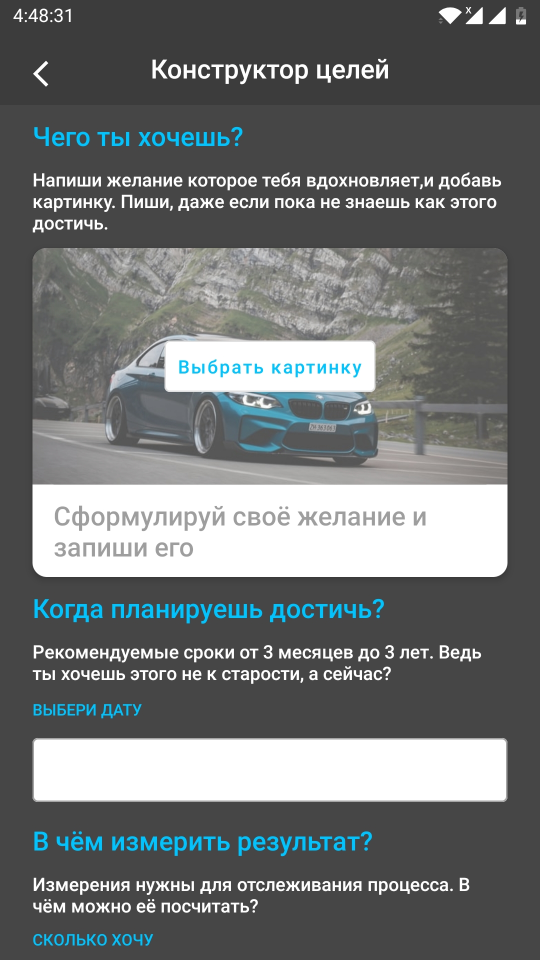 4:48:31
x
Конструктор целей
Чего ты хочешь?
Напиши желание которое тебя вдохновляет,и добавь
картинку. Пиши, даже если пока не знаешь как этого
достичь.
Выбрать картинку
Сформулируй своё желание и
запиши его
Когда планируешь достичь?
Рекомендуемые сроки от 3 месяцев до 3 лет. Ведь
ты хочешь этого не к старости, а сейчас?
ВЫБЕРИ ДАТУ
В чём измерить результат?
Измерения нужны для отслеживания процесса. В
чём можно её посчитать?
СКОЛЬКО ХОЧУ